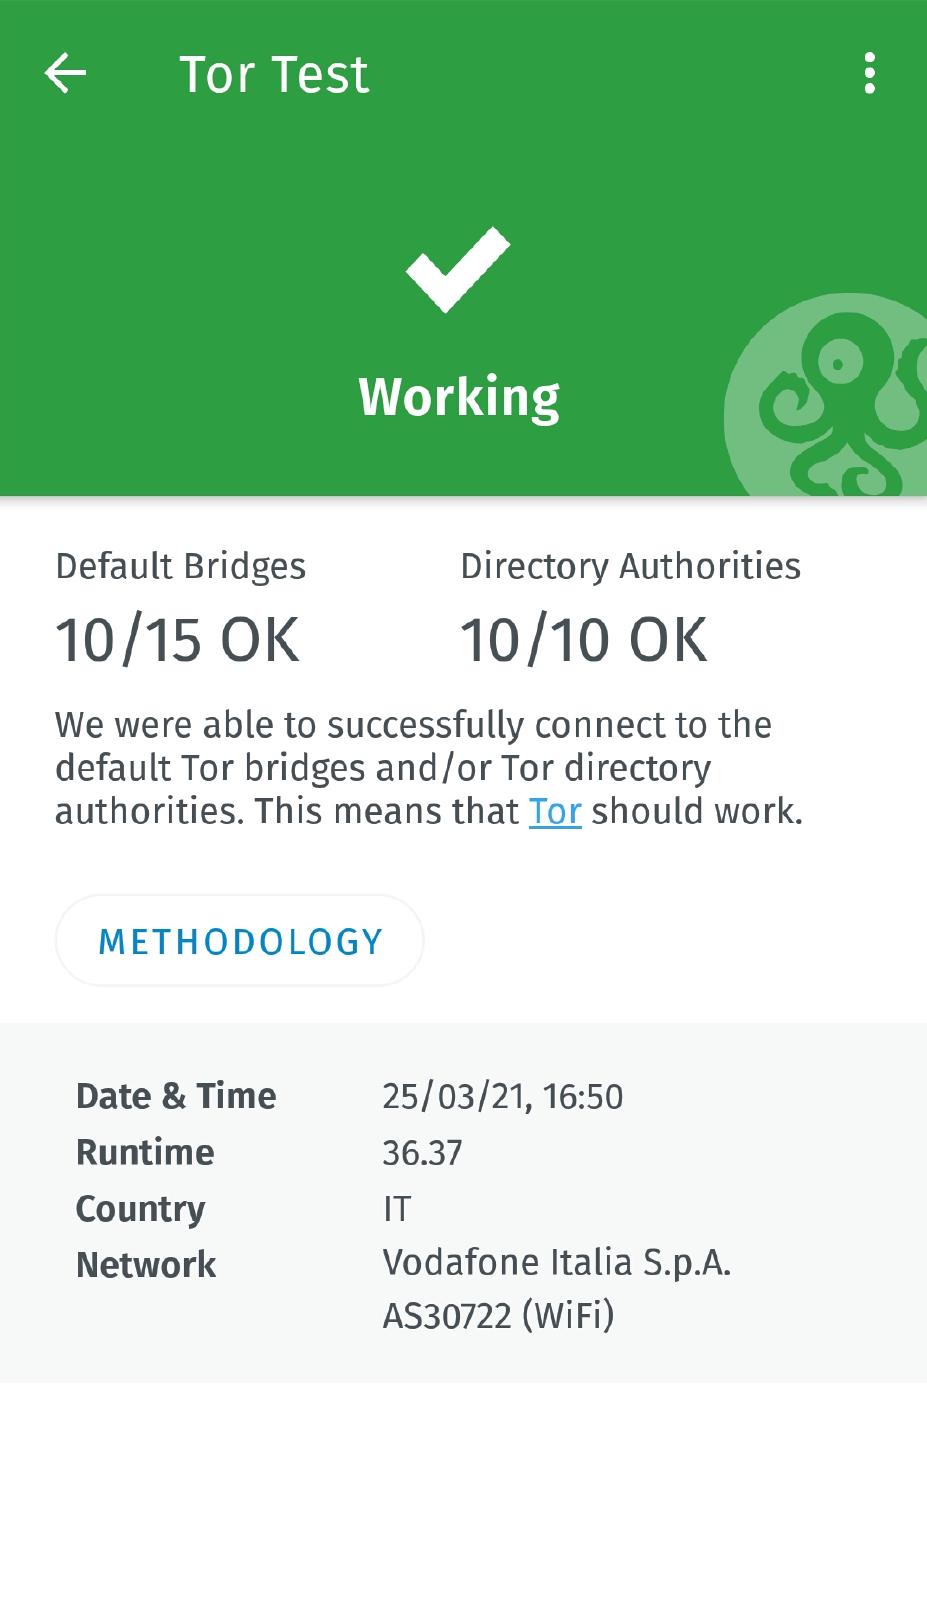 Tor Test
Working
Default Bridges
10/15 OK
Directory Authorities
10/10 OK
We were able to successfully connect to the
default Tor bridges and/or Tor directory
authorities. This means that Tor should work.
METHODOLOGY
Date & Time 25/03/21, 16:50
Runtime 36.37
Country IT
Network Vodafone Italia S.p.A.
AS30722 (WiFi)